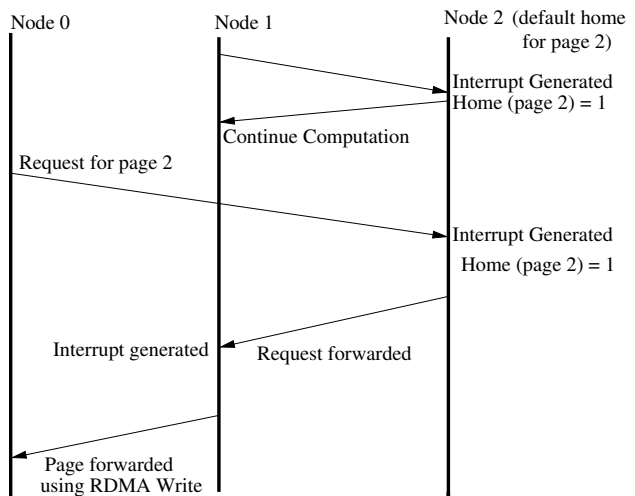 Node 0
Node 1
Node 2 (default home
for page 2)
Interrupt Generated
Home (page 2) = 1
Continue Computation
Request for page 2
Interrupt Generated
Home (page 2) = 1
Interrupt generated
Request forwarded
Page forwarded
using RDMA Write